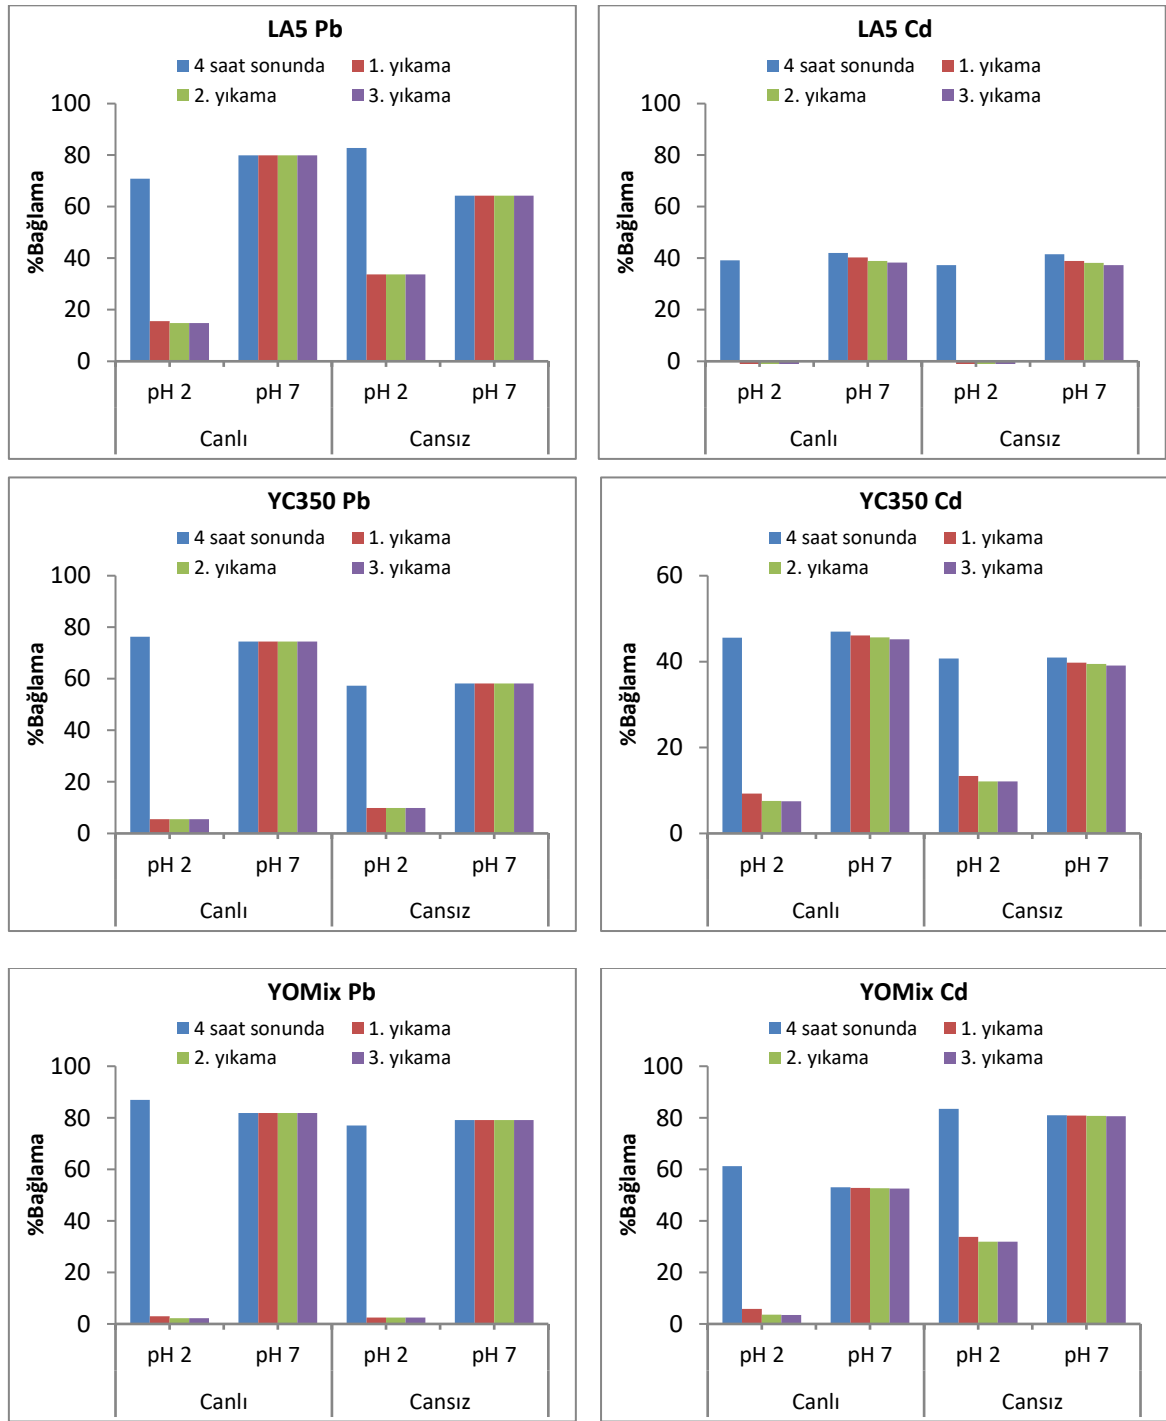 LA5 Pb
4 saat sonunda 1. yıkama
2. yıkama 3. yıkama
%Bağlama
100
80
60
40
20
0
pH 2 pH 7 pH 2 pH 7
Canlı Cansız
LA5 Cd
4 saat sonunda 1. yıkama
2. yıkama 3. yıkama
%Bağlama
100
80
60
40
20
0
pH 2 pH 7 pH 2 pH 7
Canlı Cansız
YC350 Pb
4 saat sonunda 1. yıkama
2. yıkama 3. yıkama
%Bağlama
100
80
60
40
20
0
pH 2 pH 7 pH 2 pH 7
Canlı Cansız
YC350 Cd
4 saat sonunda 1. yıkama
2. yıkama 3. yıkama
%Bağlama
60
40
20
0
pH 2 pH 7 pH 2 pH 7
Canlı Cansız
YOMix Pb
4 saat sonunda 1. yıkama
2. yıkama 3. yıkama
%Bağlama
100
80
60
40
20
0
pH 2 pH 7 pH 2 pH 7
Canlı Cansız
YOMix Cd
4 saat sonunda 1. yıkama
2. yıkama 3. yıkama
%Bağlama
100
80
60
40
20
0
pH 2 pH 7 pH 2 pH 7
Canlı Cansız